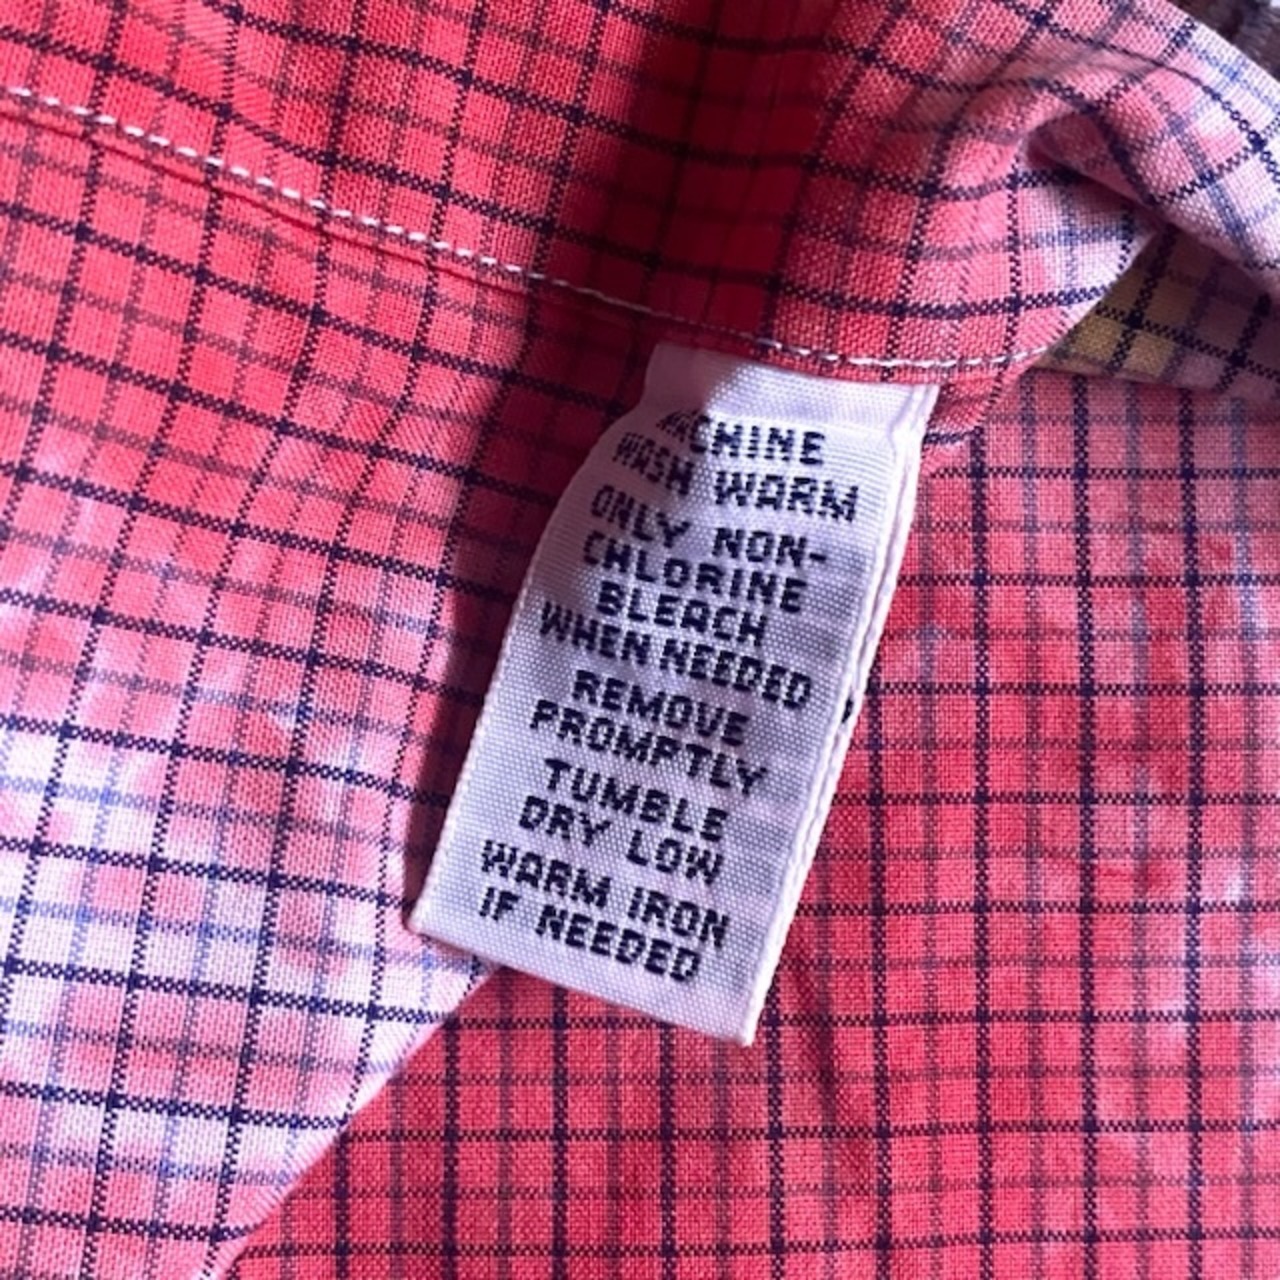 MACHINE
WASH WARM
ONLY NON-
CHLORINE
BLEACH
WHEN NEEDED
REMOVE
PROMPTLY
TUMBLE
DRY LOW
WARM IRON
IF NEEDED